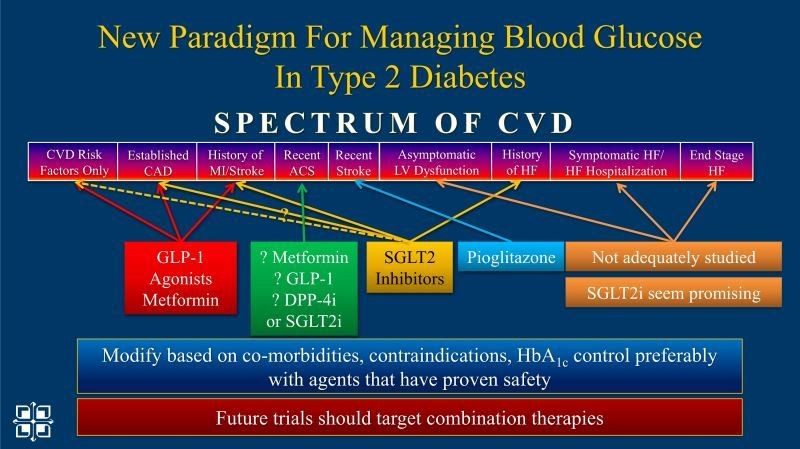 New Paradigm For Managing Blood Glucose
In Type 2 Diabetes
SPECTRUM OF CVD
CVD Risk
Factors Only
Established
CAD
History of
MI/Stroke
Recent
ACS
Recent
Stroke
Asymptomatic
LV Dysfunction
History
of HF
Symptomatic HF/
HF Hospitalization
End Stage
HF
?
GLP-1
Agonists
Metformin
? Metformin
? GLP-1
? DPP-4i
or SGLT2i
SGLT2
Inhibitors
Pioglitazone
Not adequately studied
SGLT2i seem promising
Modify based on co-morbidities, contraindications, HbA1c control preferably
with agents that have proven safety
Future trials should target combination therapies